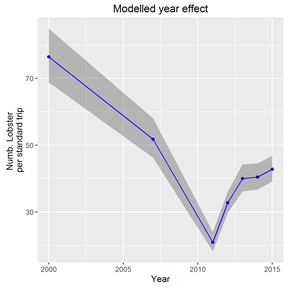 Modelled year effect
Numb. Lobster
per standard trip
70
50
30
2000
2005
2010
2015
Year